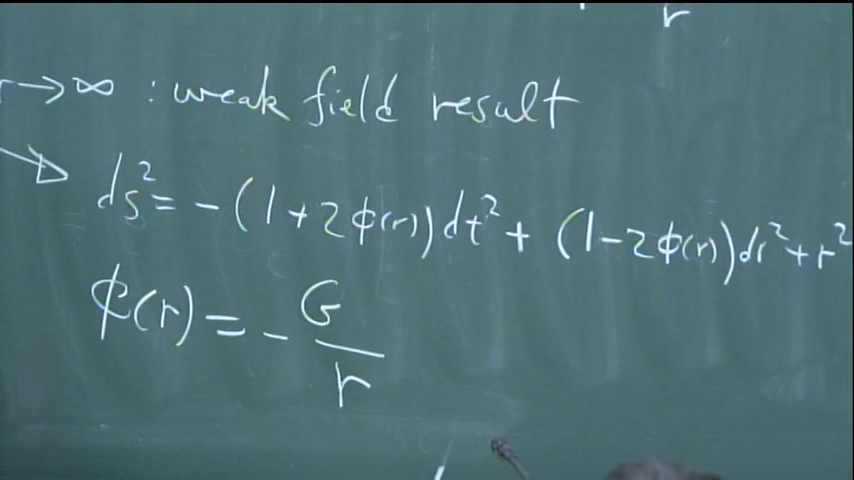 r
r→∞ : weak field result
ds² = -(1+2ϕ(r))dt² + (1-2ϕ(r))dr² + r²
ϕ(r) = - G/r